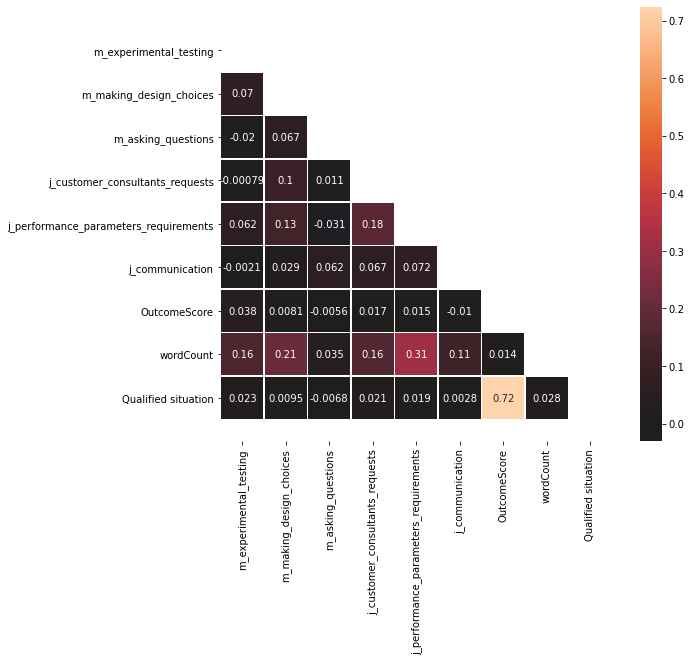 m_experimental_testing
m_making_design_choices 0.07
m_asking_questions -0.02 0.067
j_customer_consultants_requests -0.00079 0.1 0.011
j_performance_parameters_requirements 0.062 0.13 -0.031 0.18
j_communication -0.0021 0.029 0.062 0.067 0.072
OutcomeScore 0.038 0.0081 -0.0056 0.017 0.015 -0.01
wordCount 0.16 0.21 0.035 0.16 0.31 0.11 0.014
Qualified situation 0.023 0.0095 -0.0068 0.021 0.019 0.0028 0.72 0.028
m_experimental_testing
m_making_design_choices
m_asking_questions
j_customer_consultants_requests
j_performance_parameters_requirements
j_communication
OutcomeScore
wordCount
Qualified situation
0.7
0.6
0.5
0.4
0.3
0.2
0.1
0.0